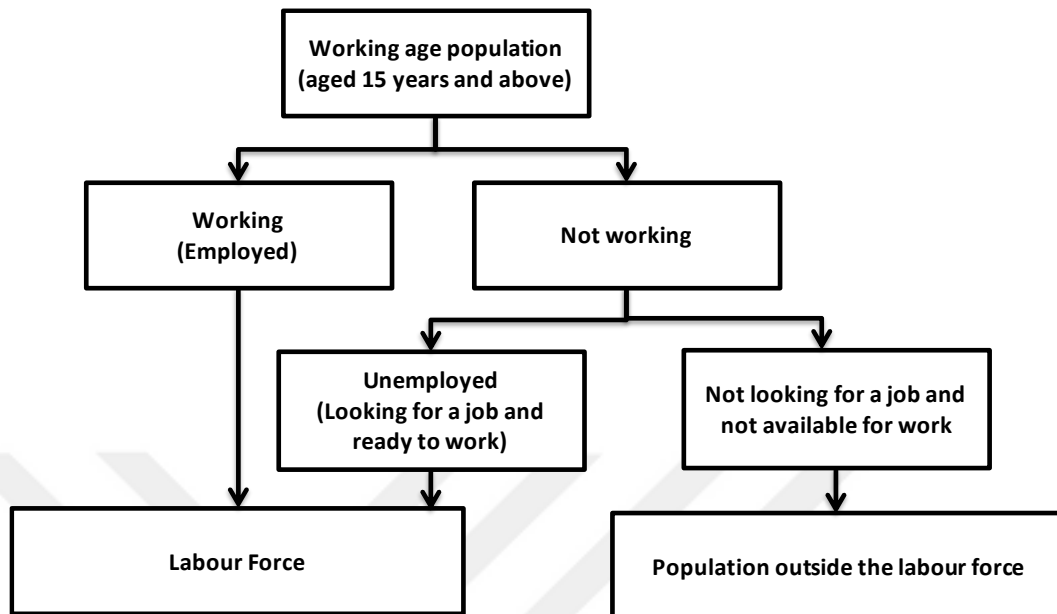 Working age population
(aged 15 years and above)
Working
(Employed)
Not working
Unemployed
(Looking for a job and
ready to work)
Not looking for a job and
not available for work
Labour Force
Population outside the labour force